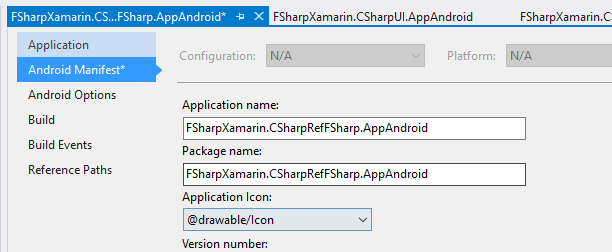 FSharpXamarin.CS...FSharp.AppAndroid*
FSharpXamarin.CSharpUI.AppAndroid
FSharpXamarin.CS
Application
Android Manifest*
Android Options
Build
Build Events
Reference Paths
Configuration: N/A
Platform: N/A
Application name:
FSharpXamarin.CSharpRefFSharp.AppAndroid
Package name:
FSharpXamarin.CSharpRefFSharp.AppAndroid
Application Icon:
@drawable/Icon
Version number: